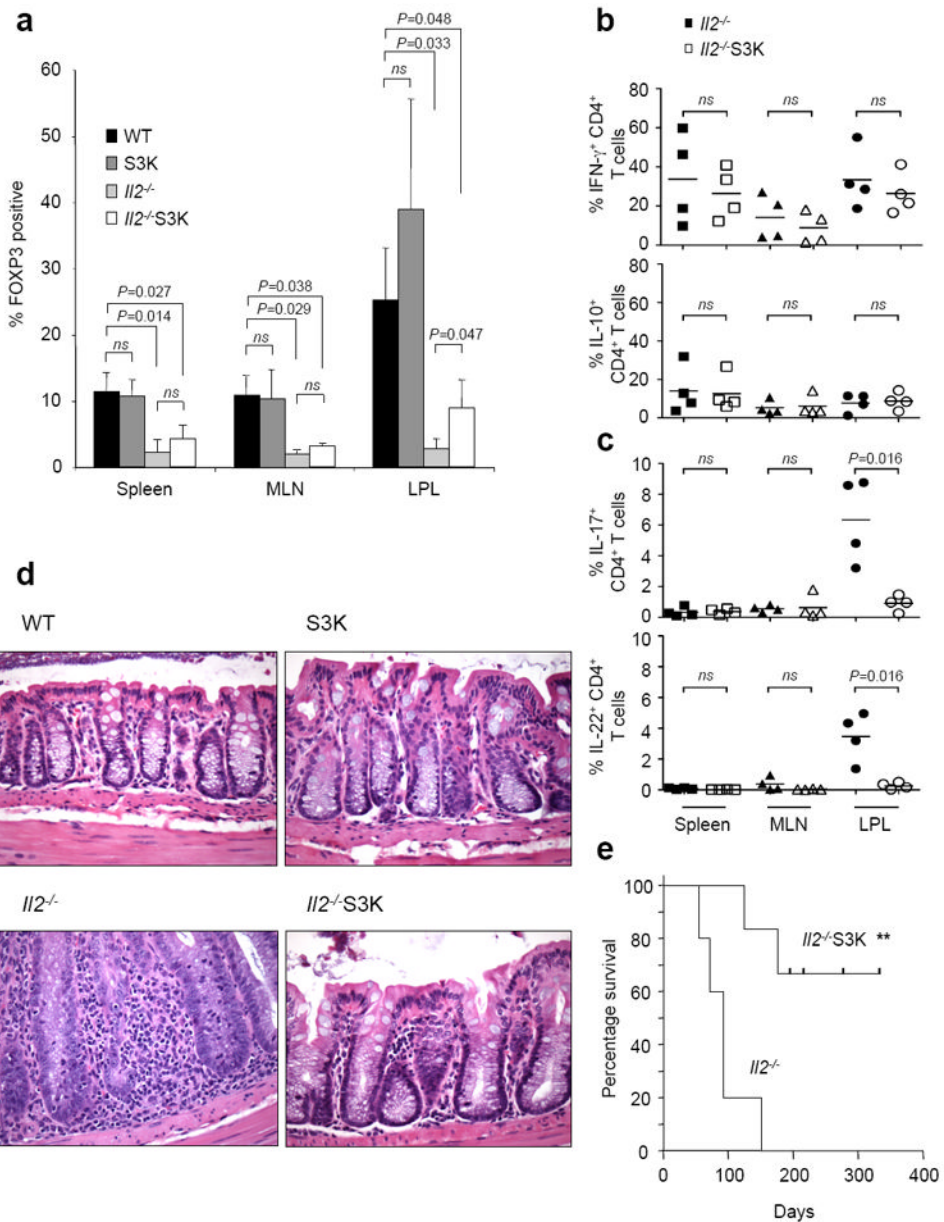 a
% FOXP3 positive
60
50
40
30
20
10
0
WT
S3K
Il2-/-
Il2-/-S3K
P=0.027
P=0.014
ns
ns
P=0.038
P=0.029
ns
ns
P=0.048
P=0.033
ns
P=0.047
Spleen MLN LPL
b
Il2-/-
Il2-/-S3K
% IFN-γ+ CD4+
T cells
80
60
40
20
0
ns ns ns
% IL-10+
CD4+ T cells
80
60
40
20
0
ns ns ns
c
% IL-17+
CD4+ T cells
10
8
6
4
2
0
ns ns P=0.016
% IL-22+ CD4+
T cells
10
8
6
4
2
0
ns ns P=0.016
Spleen MLN LPL
d
WT S3K
Il2-/- Il2-/-S3K
e
Percentage survival
100
80
60
40
20
0
Il2-/-S3K **
Il2-/-
0 100 200 300 400
Days